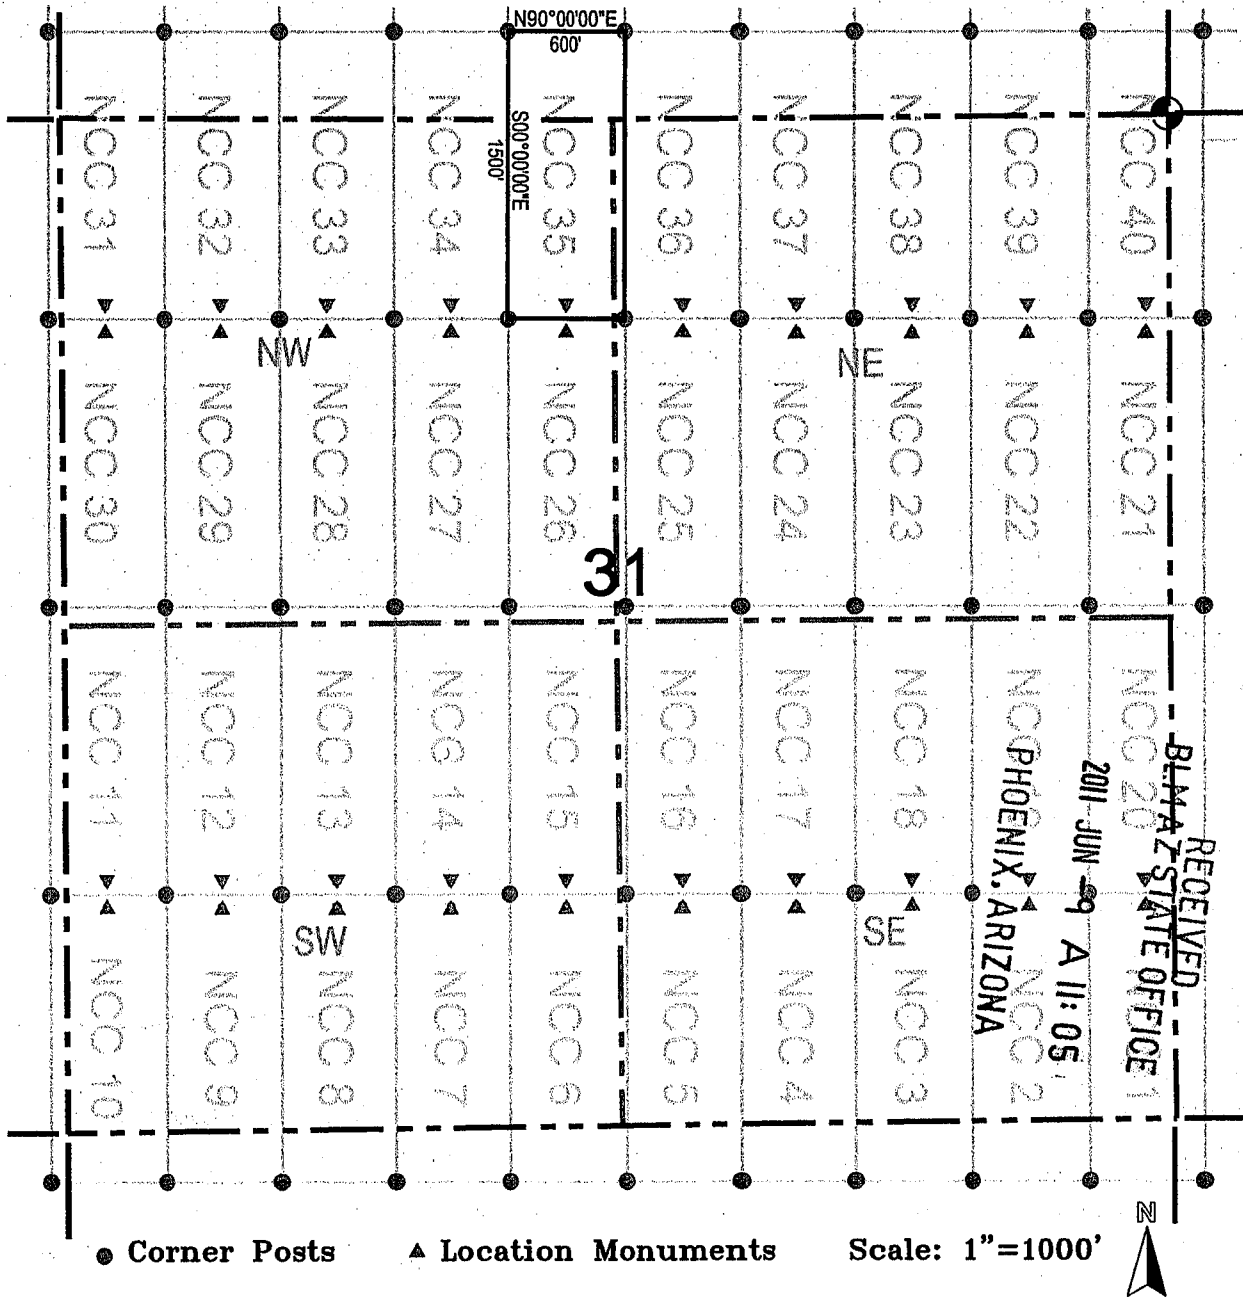 N90°00'00"E
600'
S00°00'00"E
1500'
NCC 31
NCC 32
NCC 33
NCC 34
NCC 35
NCC 36
NCC 37
NCC 38
NCC 39
NCC 40
NW
NE
NCC 30
NCC 29
NCC 28
NCC 27
NCC 26
NCC 25
NCC 24
NCC 23
NCC 22
NCC 21
31
NCC 11
NCC 12
NCC 13
NCC 14
NCC 15
NCC 16
NCC 17
NCC 18
NCC 20
SW
SE
NCC 10
NCC 9
NCC 8
NCC 7
NCC 6
NCC 5
NCC 4
NCC 3
NCC 2
RECEIVED
BLM AZ STATE OFFICE
2011 JUN -9 A 11: 05
PHOENIX, ARIZONA
Corner Posts
Location Monuments
Scale: 1"=1000'
N